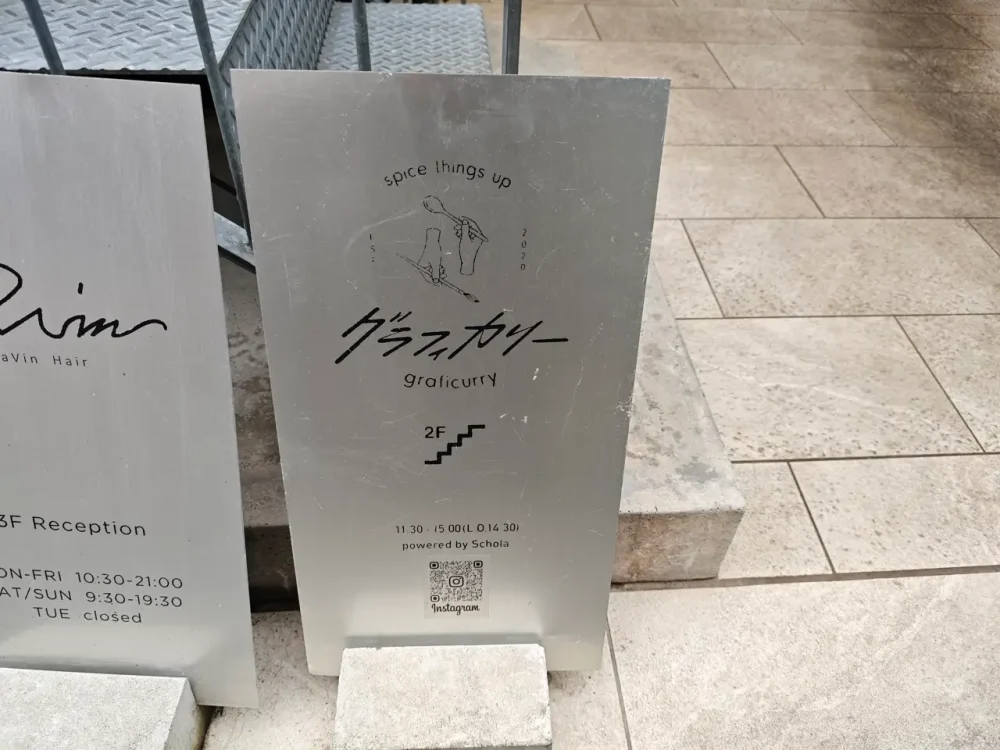 aVin Hair
3F Reception
ON-FRI 10:30-21:00
AT/SUN 9:30-19:30
TUE closed
spice things up
2020
グラフィカリー
graficurry
2F
11.30 - 15.00(L.O.14.30)
powered by Schola
Instagram